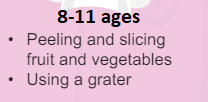 8-11 ages
• Peeling and slicing
fruit and vegetables
• Using a grater